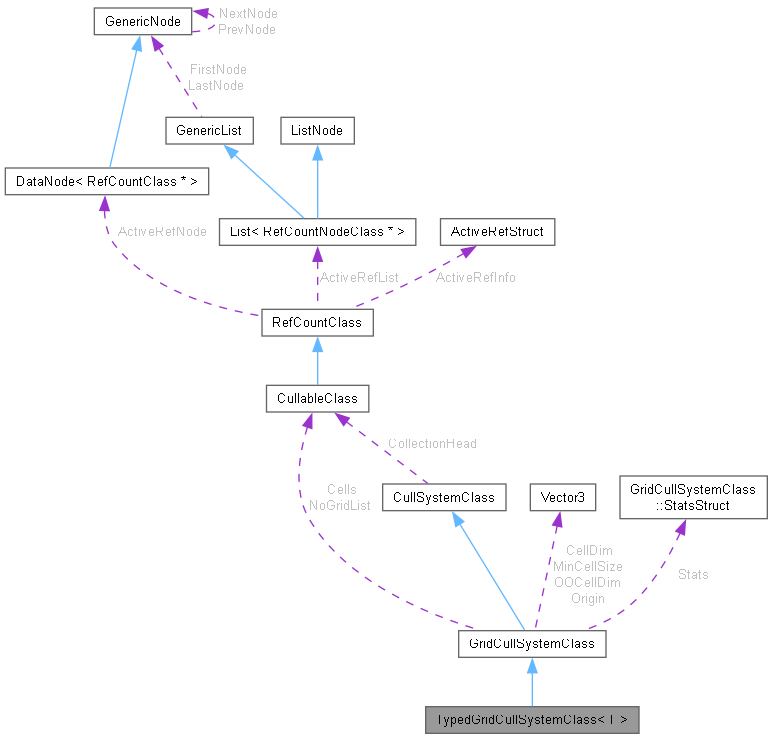 GenericNode
NextNode
PrevNode
FirstNode
LastNode
GenericList
ListNode
DataNode< RefCountClass * >
List< RefCountNodeClass * >
ActiveRefStruct
ActiveRefNode
ActiveRefList
ActiveRefInfo
RefCountClass
CullableClass
CollectionHead
Cells
NoGridList
CullSystemClass
Vector3
GridCullSystemClass
::StatsStruct
CellDim
MinCellSize
OOCellDim
Origin
Stats
GridCullSystemClass
TypedGridCullSystemClass< T >